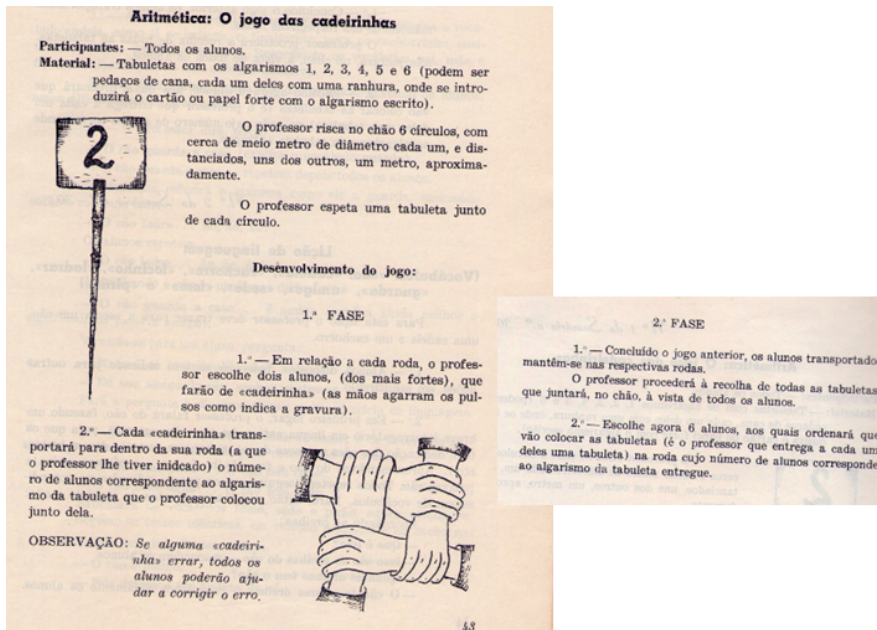 Aritmética: O jogo das cadeirinhas
Participantes: — Todos os alunos.
Material: — Tabuletas com os algarismos 1, 2, 3, 4, 5 e 6 (podem ser
pedaços de cana, cada um deles com uma ranhura, onde se intro-
duzirá o cartão ou papel forte com o algarismo escrito).
2
O professor risca no chão 6 círculos, com
cerca de meio metro de diâmetro cada um, e dis-
tanciados, uns dos outros, um metro, aproxima-
damente.
O professor espeta uma tabuleta junto
de cada círculo.
Desenvolvimento do jogo:
1.ª FASE
1.º — Em relação a cada roda, o profes-
sor escolhe dois alunos, (dos mais fortes), que
farão de «cadeirinha» (as mãos agarram os pul-
sos como indica a gravura).
2.º — Cada «cadeirinha» trans-
portará para dentro da sua roda (a que
o professor lhe tiver inidcado) o núme-
ro de alunos correspondente ao algaris-
mo da tabuleta que o professor colocou
junto dela.
OBSERVAÇÃO: Se alguma «cadeiri-
nha» errar, todos os
alunos poderão aju-
dar a corrigir o erro.
43
2.ª FASE
1.º — Concluído o jogo anterior, os alunos transportado
mantêm-se nas respectivas rodas.
O professor procederá à recolha de todas as tabuletas
que juntará, no chão, à vista de todos os alunos.
2.º — Escolhe agora 6 alunos, aos quais ordenará que
vão colocar as tabuletas (é o professor que entrega a cada um
deles uma tabuleta) na roda cujo número de alunos corresponde
ao algarismo da tabuleta entregue.